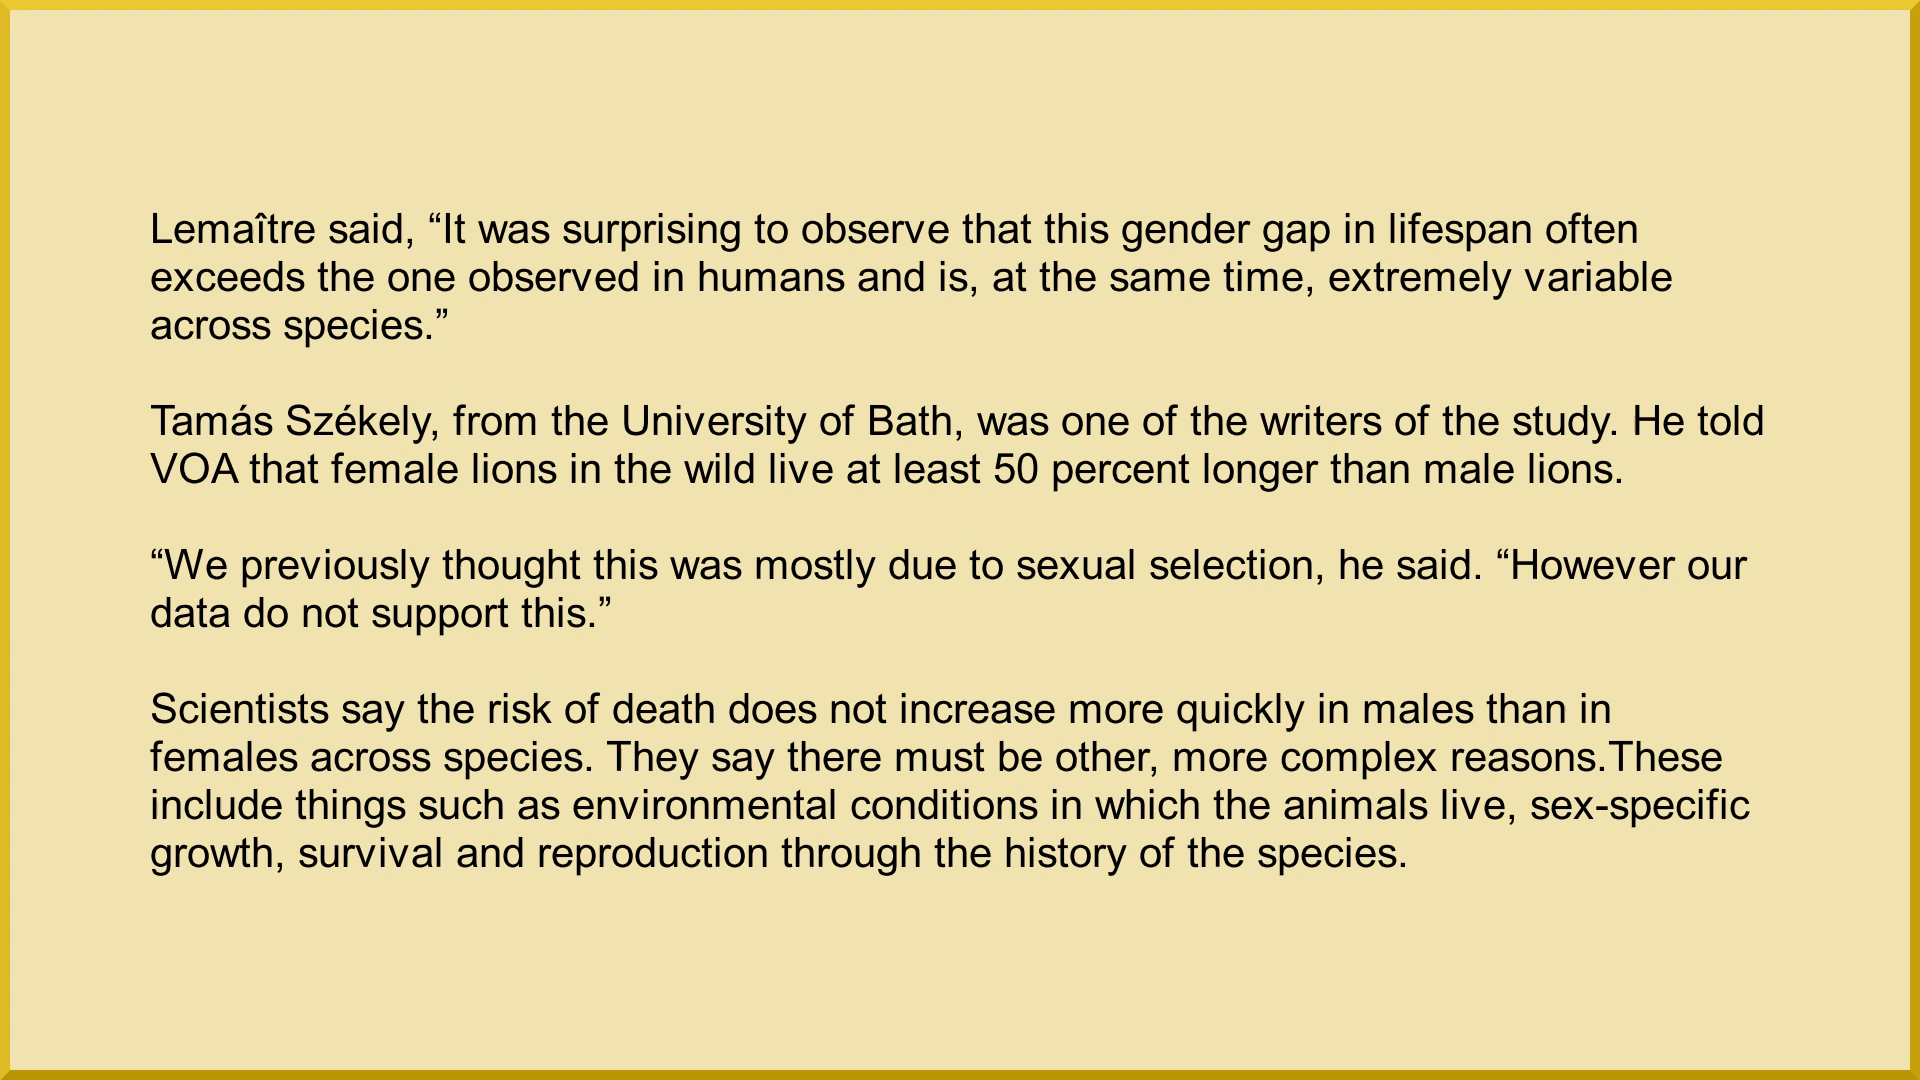 Lemaître said, “It was surprising to observe that this gender gap in lifespan often
exceeds the one observed in humans and is, at the same time, extremely variable
across species.”
Tamás Székely, from the University of Bath, was one of the writers of the study. He told
VOA that female lions in the wild live at least 50 percent longer than male lions.
“We previously thought this was mostly due to sexual selection, he said. “However our
data do not support this.”
Scientists say the risk of death does not increase more quickly in males than in
females across species. They say there must be other, more complex reasons.These
include things such as environmental conditions in which the animals live, sex-specific
growth, survival and reproduction through the history of the species.